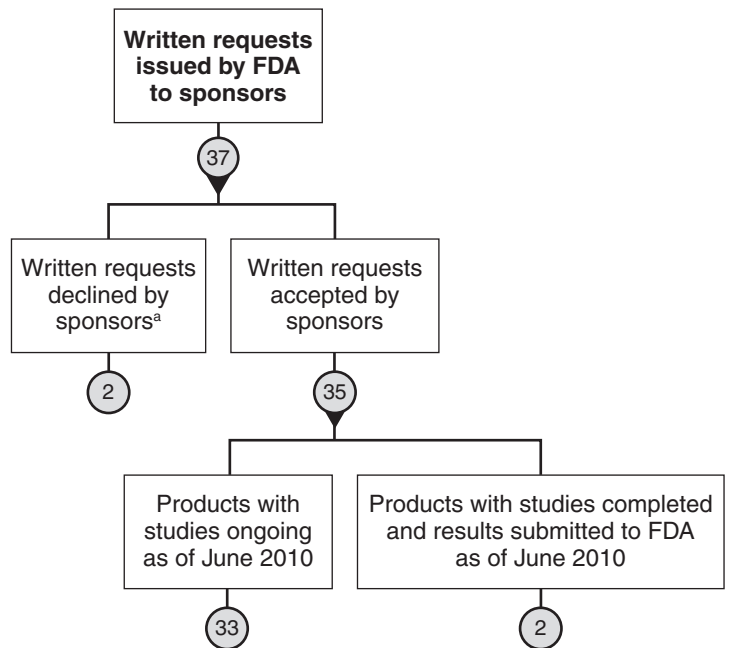 Written requests
issued by FDA
to sponsors
37
Written requests
declined by
sponsorsᵃ
Written requests
accepted by
sponsors
2
35
Products with
studies ongoing
as of June 2010
Products with studies completed
and results submitted to FDA
as of June 2010
33
2